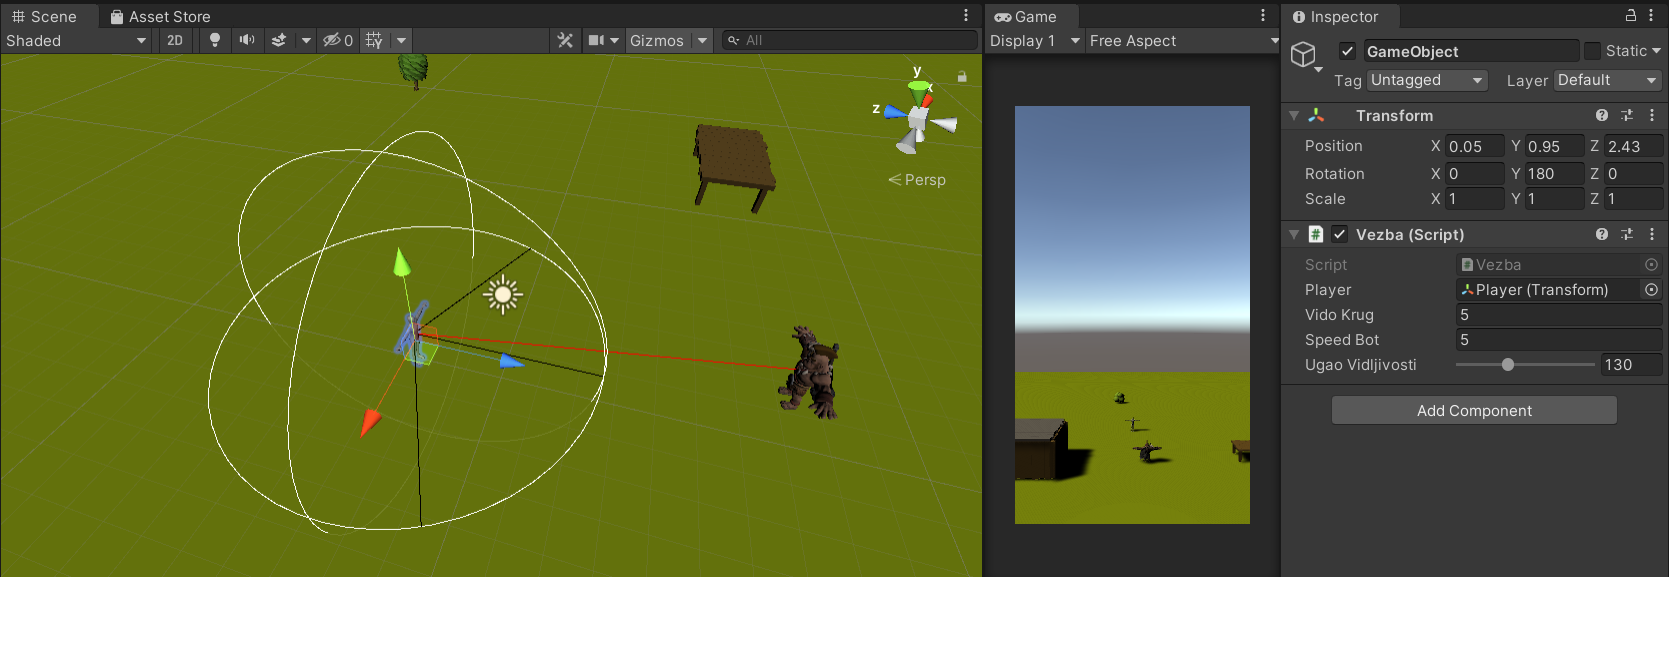 Scene
Asset Store
Shaded
2D
0
Gizmos
All
y
x
z
Persp
Game
Display 1
Free Aspect
Inspector
GameObject
Static
Tag Untagged Layer Default
Transform
Position X 0.05 Y 0.95 Z 2.43
Rotation X 0 Y 180 Z 0
Scale X 1 Y 1 Z 1
# Vezba (Script)
Script Vezba
Player Player (Transform)
Vido Krug 5
Speed Bot 5
Ugao Vidljivosti 130
Add Component